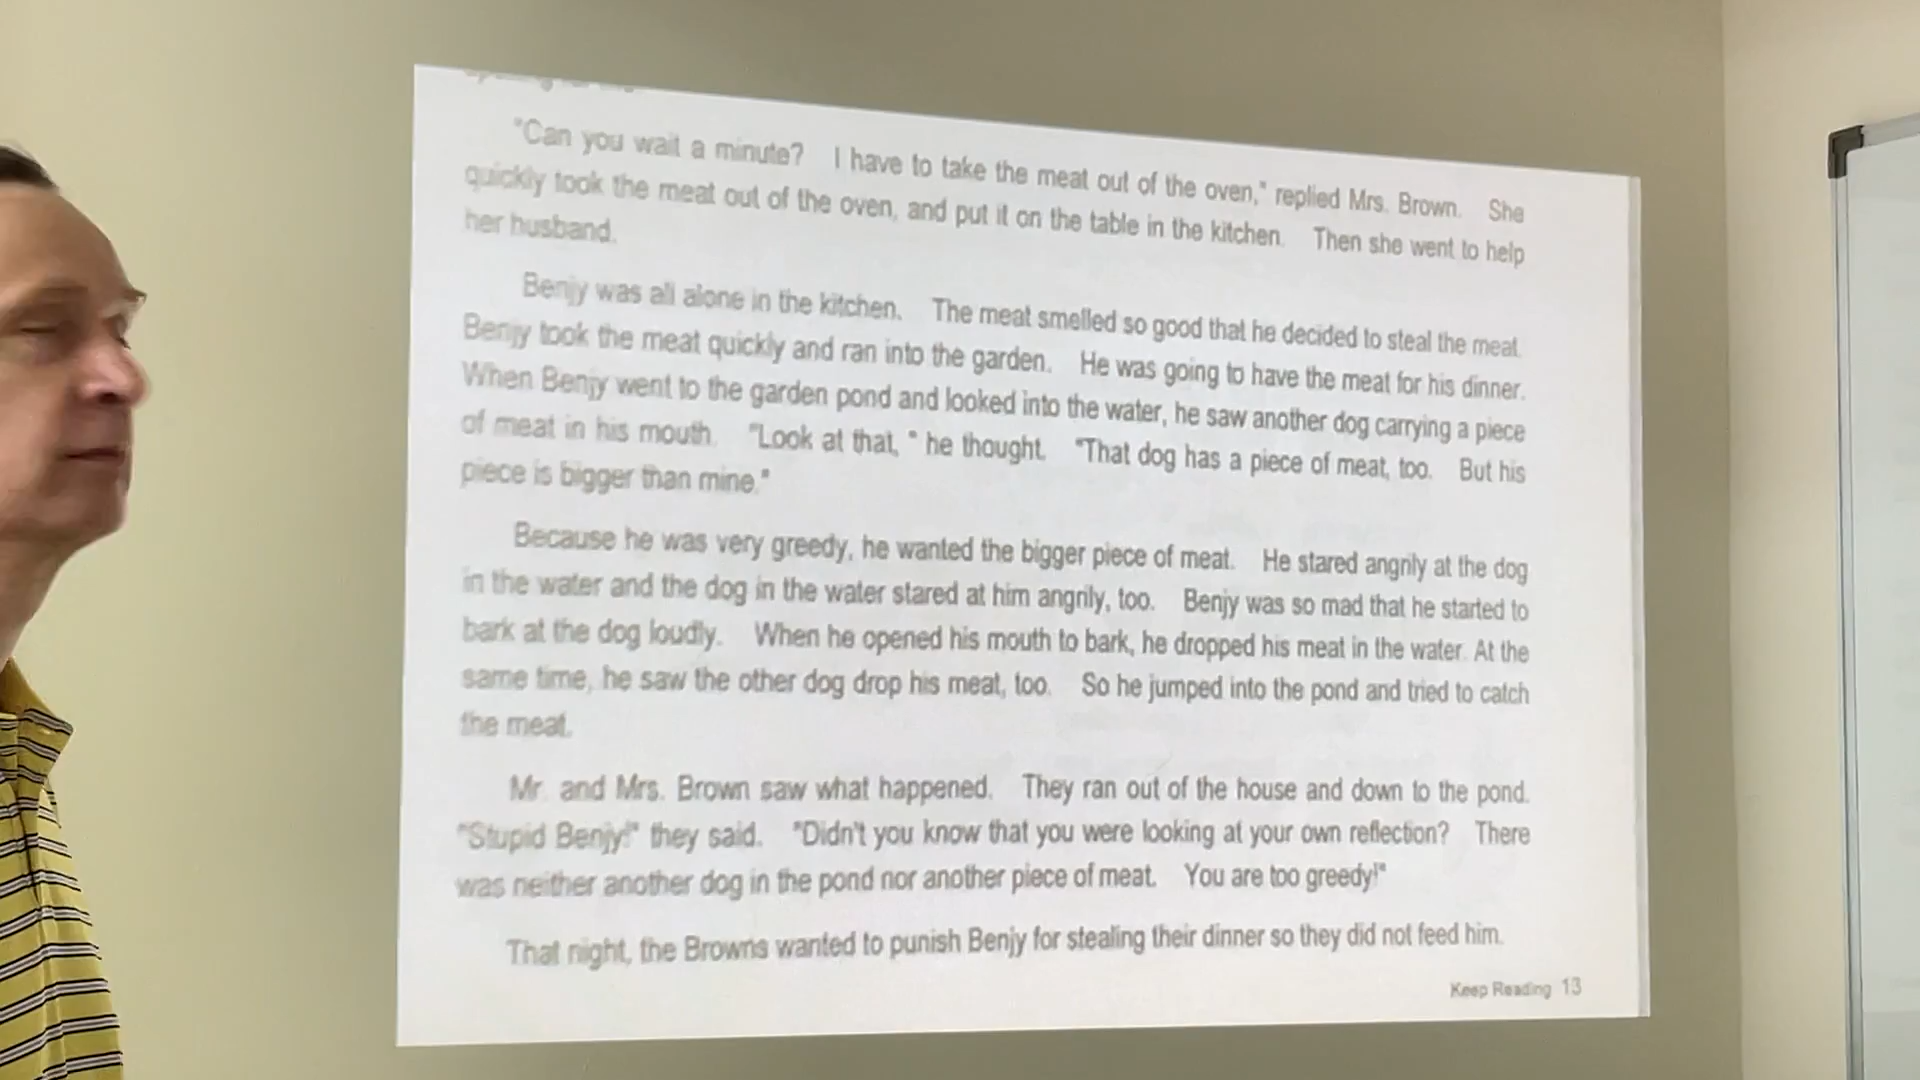 "Can you wait a minute? I have to take the meat out of the oven," replied Mrs. Brown. She
quickly took the meat out of the oven, and put it on the table in the kitchen. Then she went to help
her husband.
Benjy was all alone in the kitchen. The meat smelled so good that he decided to steal the meat.
Benjy took the meat quickly and ran into the garden. He was going to have the meat for his dinner.
When Benjy went to the garden pond and looked into the water, he saw another dog carrying a piece
of meat in his mouth. "Look at that, " he thought. "That dog has a piece of meat, too. But his
piece is bigger than mine."
Because he was very greedy, he wanted the bigger piece of meat. He stared angrily at the dog
in the water and the dog in the water stared at him angrily, too. Benjy was so mad that he started to
bark at the dog loudly. When he opened his mouth to bark, he dropped his meat in the water. At the
same time, he saw the other dog drop his meat, too. So he jumped into the pond and tried to catch
the meat.
Mr. and Mrs. Brown saw what happened. They ran out of the house and down to the pond.
"Stupid Benjy!" they said. "Didn't you know that you were looking at your own reflection? There
was neither another dog in the pond nor another piece of meat. You are too greedy!"
That night, the Browns wanted to punish Benjy for stealing their dinner so they did not feed him.
Keep Reading 13